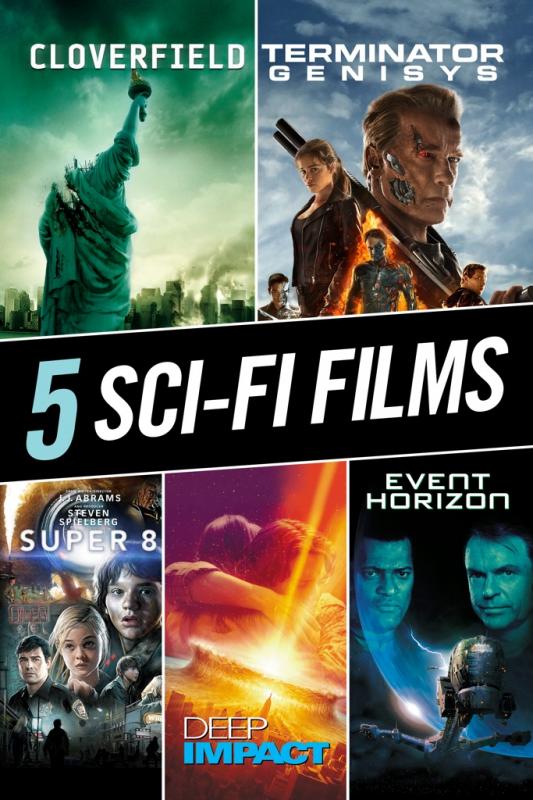 CLOVERFIELD
TERMINATOR
GENISYS
5 SCI-FI FILMS
J.J. ABRAMS
STEVEN
SPIELBERG
SUPER 8
DEEP
IMPACT
EVENT
HORIZON